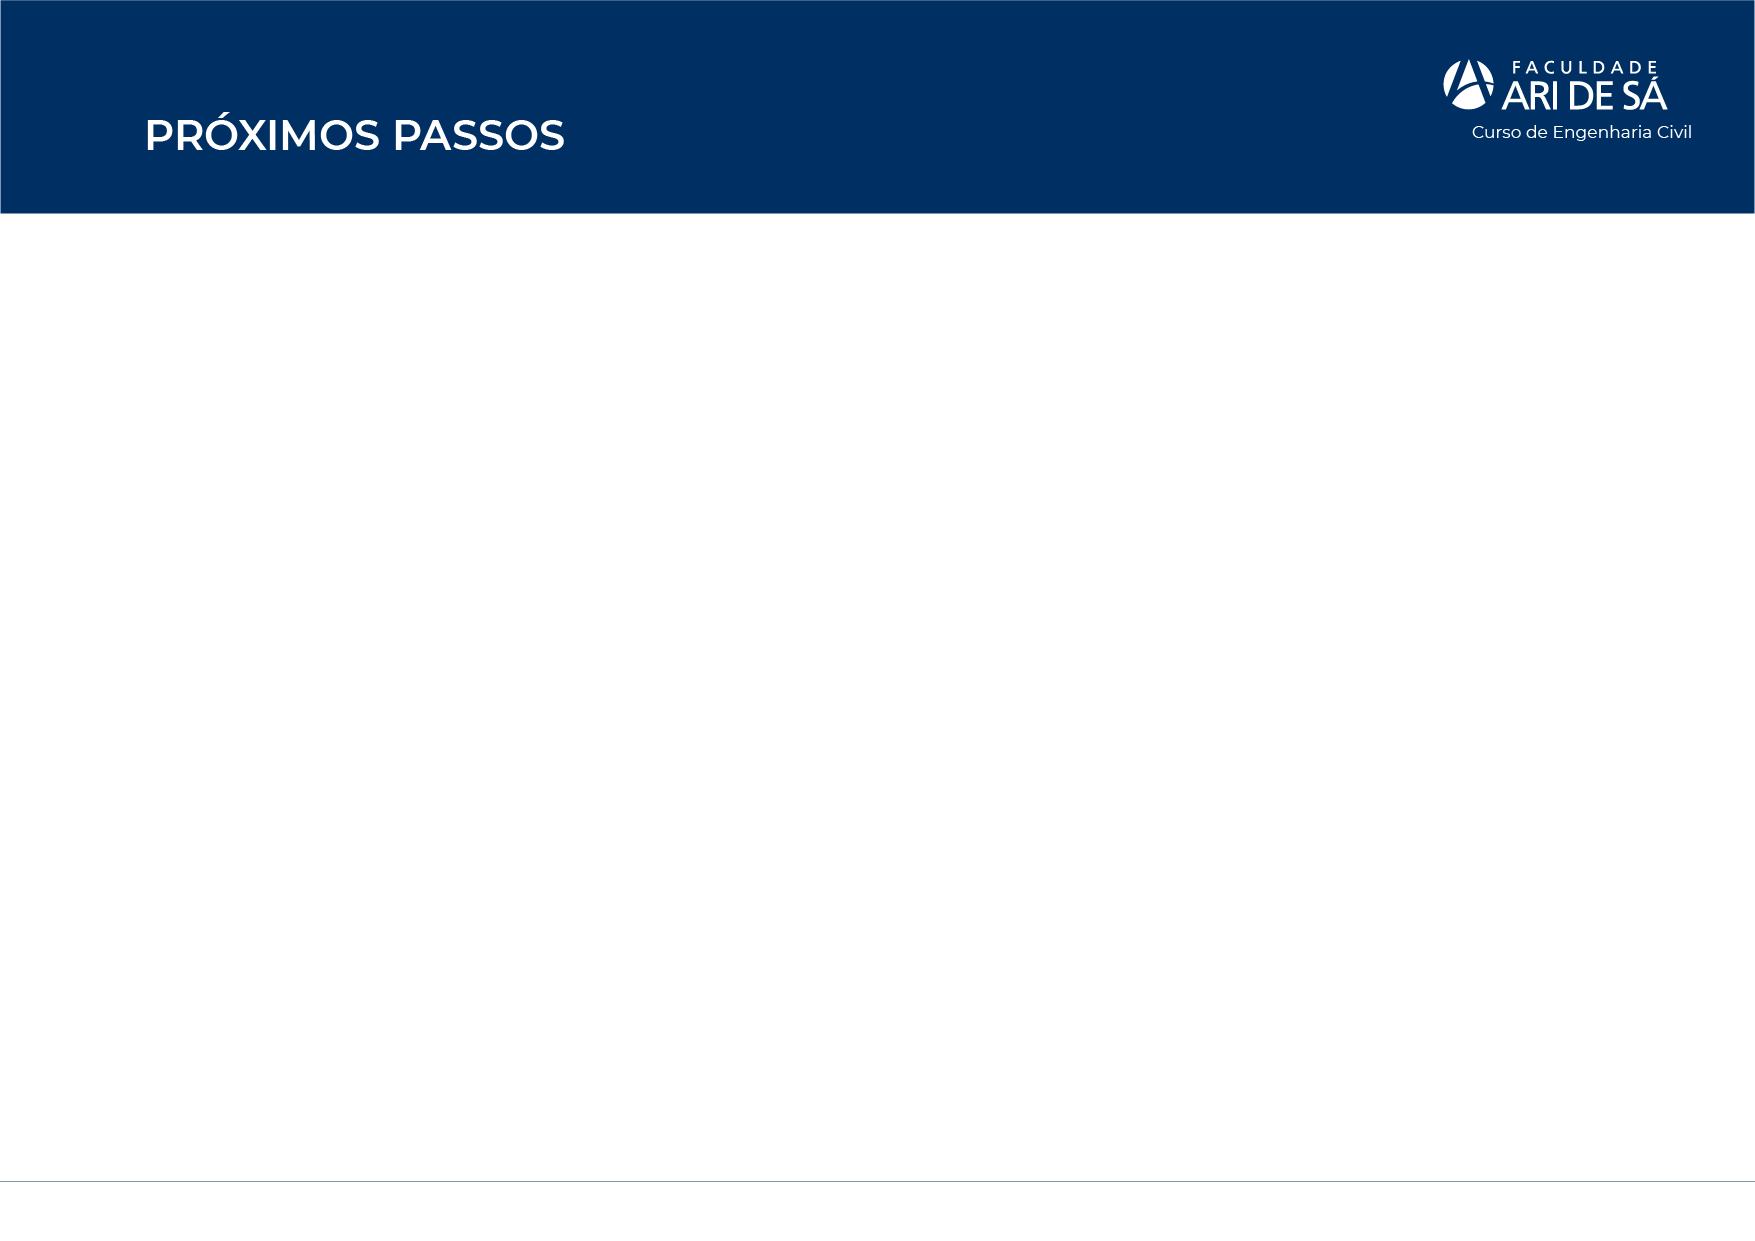 PRÓXIMOS PASSOS
FACULDADE
ARI DE SÁ
Curso de Engenharia Civil